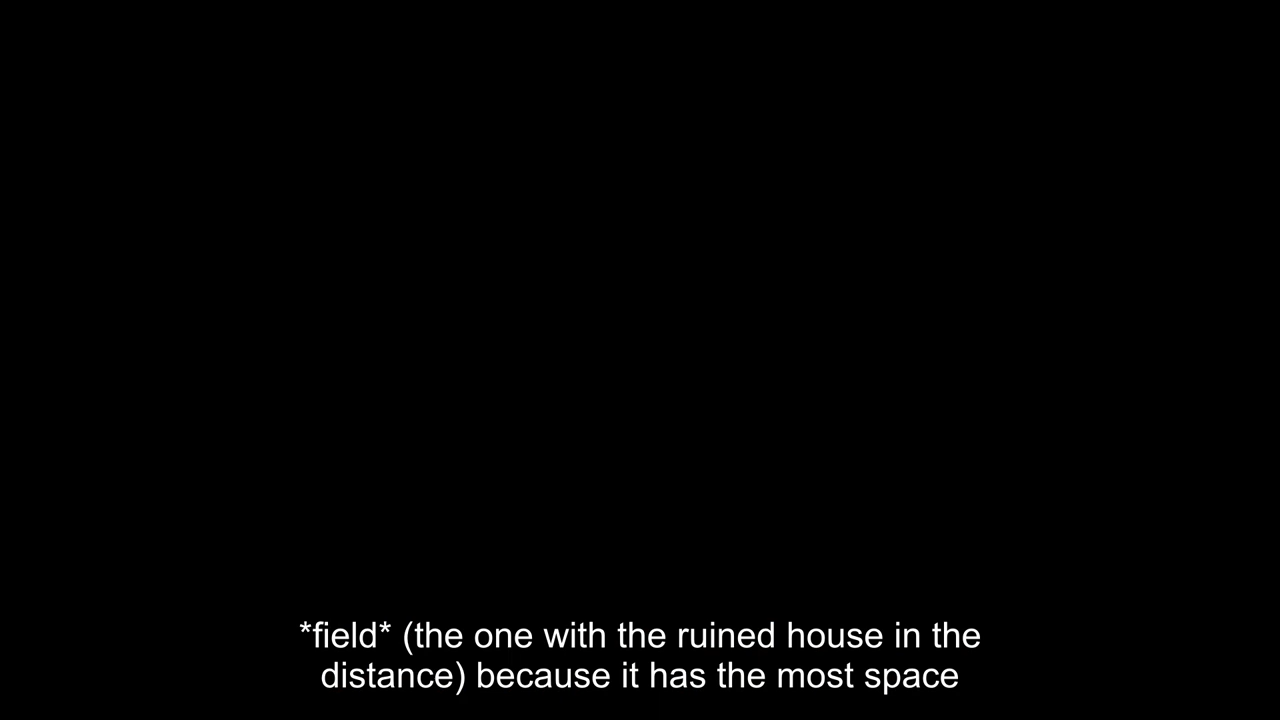 *field* (the one with the ruined house in the
distance) because it has the most space